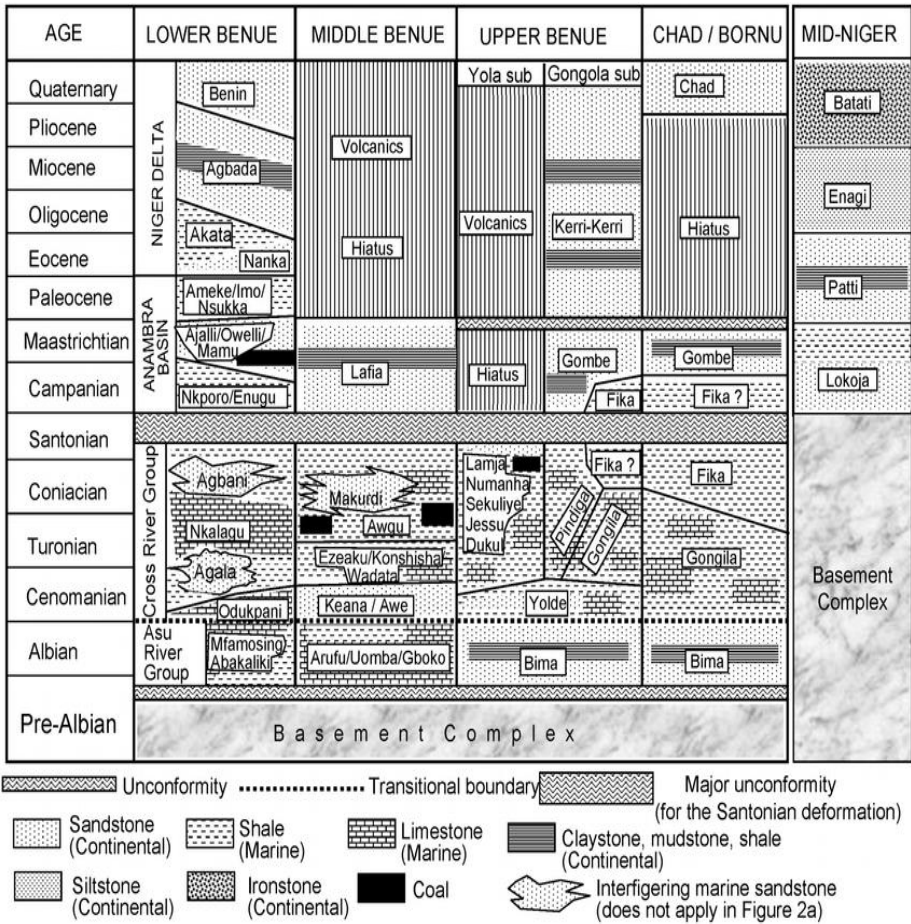 AGE
LOWER BENUE
MIDDLE BENUE
UPPER BENUE
CHAD / BORNU
MID-NIGER
Yola sub
Gongola sub
Quaternary
Pliocene
Miocene
Oligocene
Eocene
Paleocene
Maastrichtian
Campanian
Santonian
Coniacian
Turonian
Cenomanian
Albian
Pre-Albian
NIGER DELTA
ANAMBRA
BASIN
Cross River Group
Asu
River
Group
Benin
Agbada
Akata
Nanka
Ameke/Imo/
Nsukka
Ajalli/Owelli/
Mamu
Nkporo/Enugu
Agbani
Nkalagu
Agala
Odukpani
Mfamosing
Abakaliki
Volcanics
Hiatus
Lafia
Makurdi
Awgu
Ezeaku/Konshisha/
Wadata
Keana / Awe
Arufu/Uomba/Gboko
Volcanics
Hiatus
Lamja
Numanha
Sekuliye
Jessu
Dukul
Kerri-Kerri
Gombe
Fika
Fika ?
Pindiga
Gongila
Yolde
Bima
Chad
Hiatus
Gombe
Fika ?
Fika
Gongila
Bima
Batati
Enagi
Patti
Lokoja
Basement
Complex
Basement Complex
Unconformity
Transitional boundary
Major unconformity
(for the Santonian deformation)
Sandstone
(Continental)
Shale
(Marine)
Limestone
(Marine)
Claystone, mudstone, shale
(Continental)
Siltstone
(Continental)
Ironstone
(Continental)
Coal
Interfigering marine sandstone
(does not apply in Figure 2a)